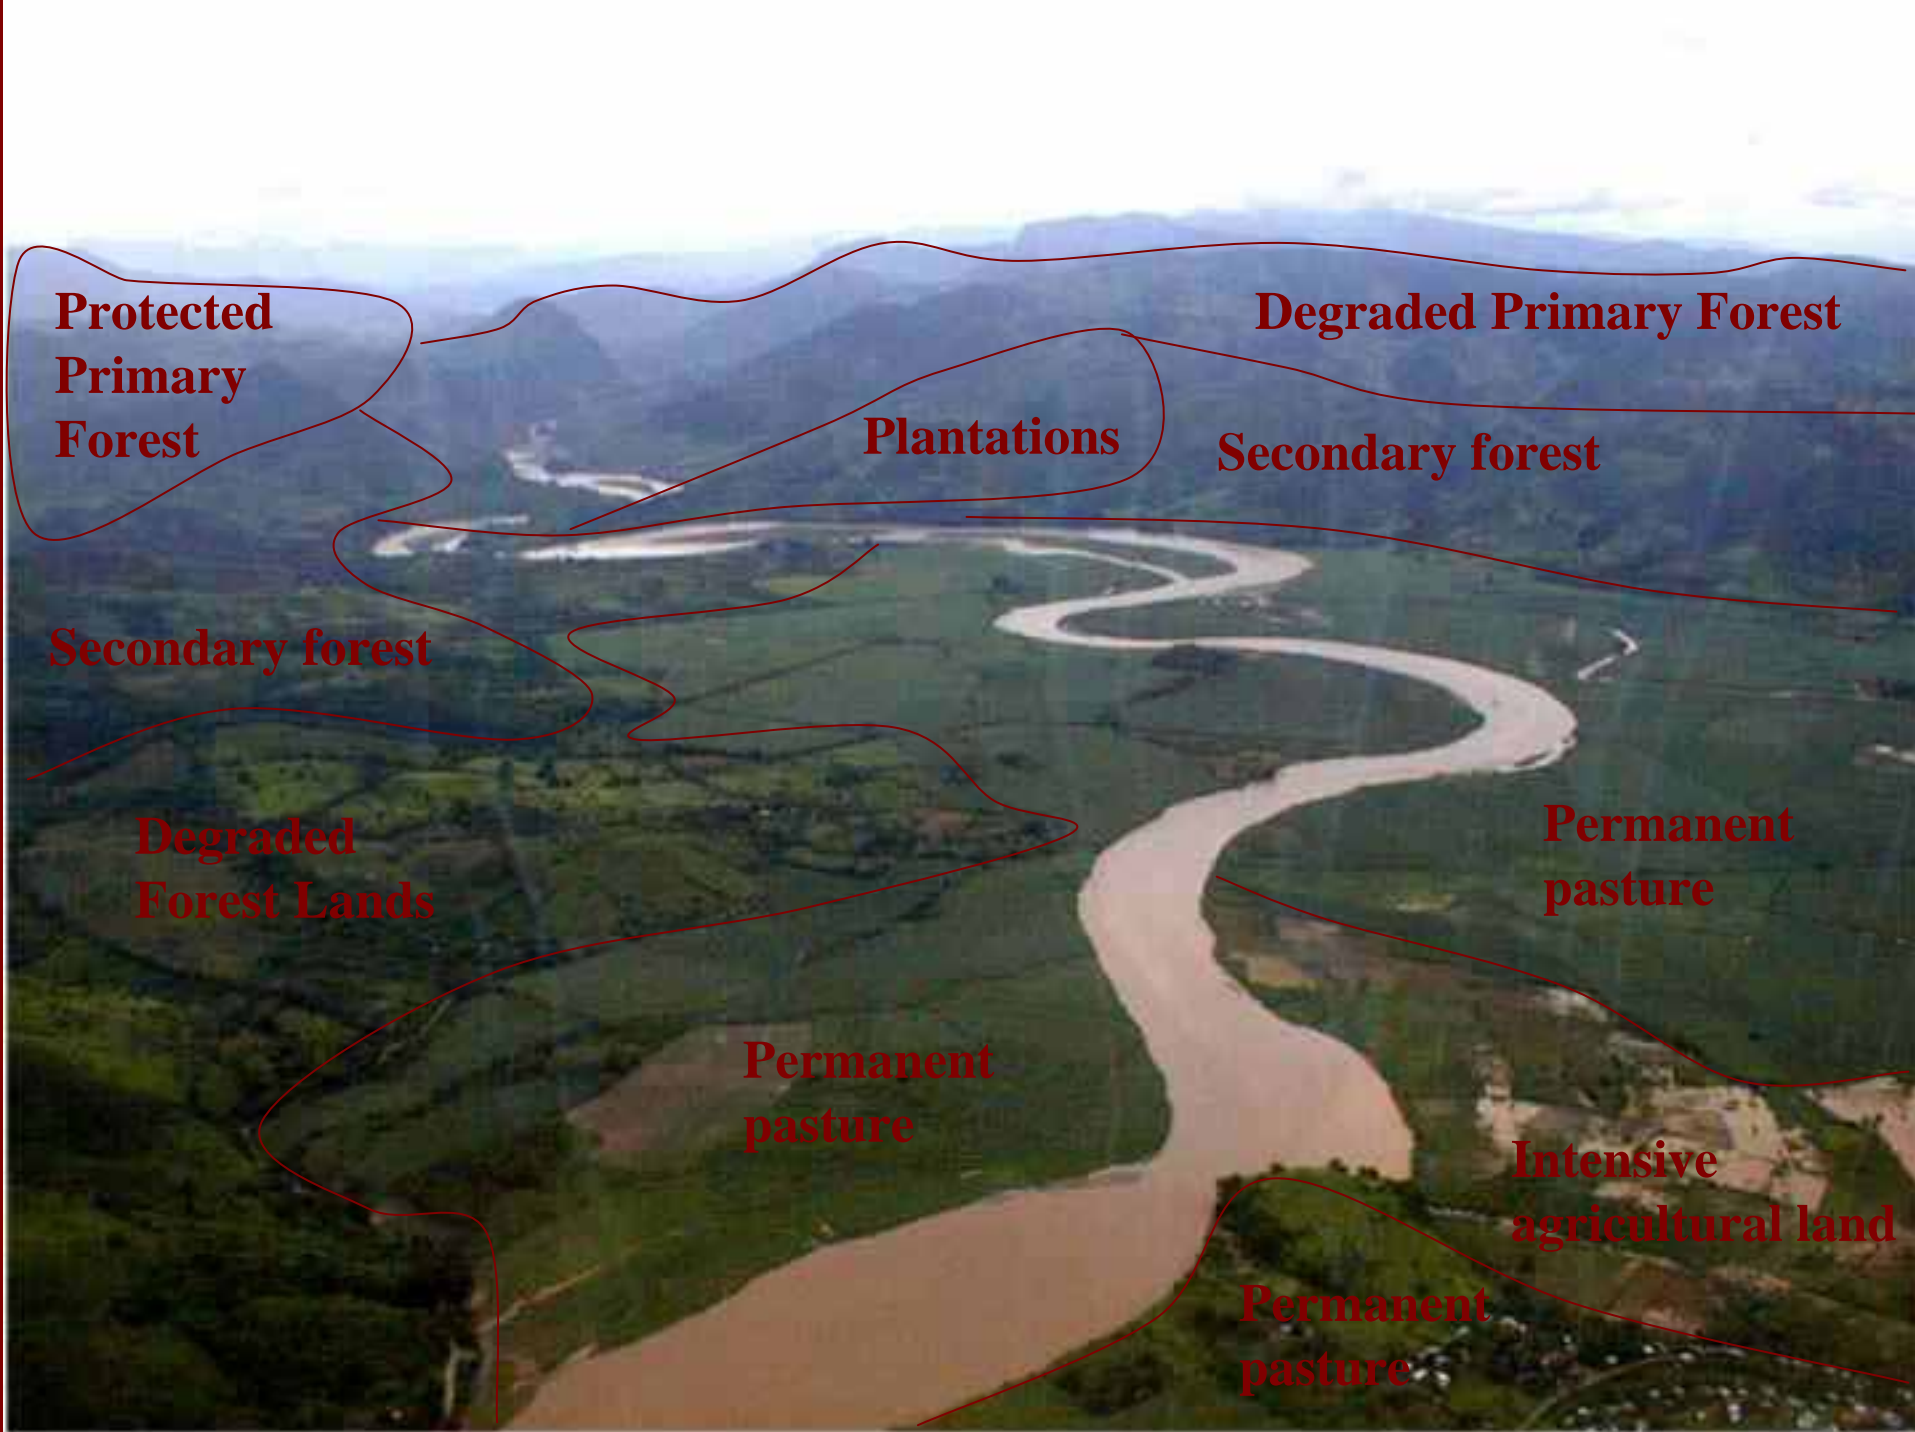 Protected
Primary
Forest
Degraded Primary Forest
Plantations
Secondary forest
Secondary forest
Degraded
Forest Lands
Permanent
pasture
Permanent
pasture
Intensive
agricultural land
Permanent
pasture